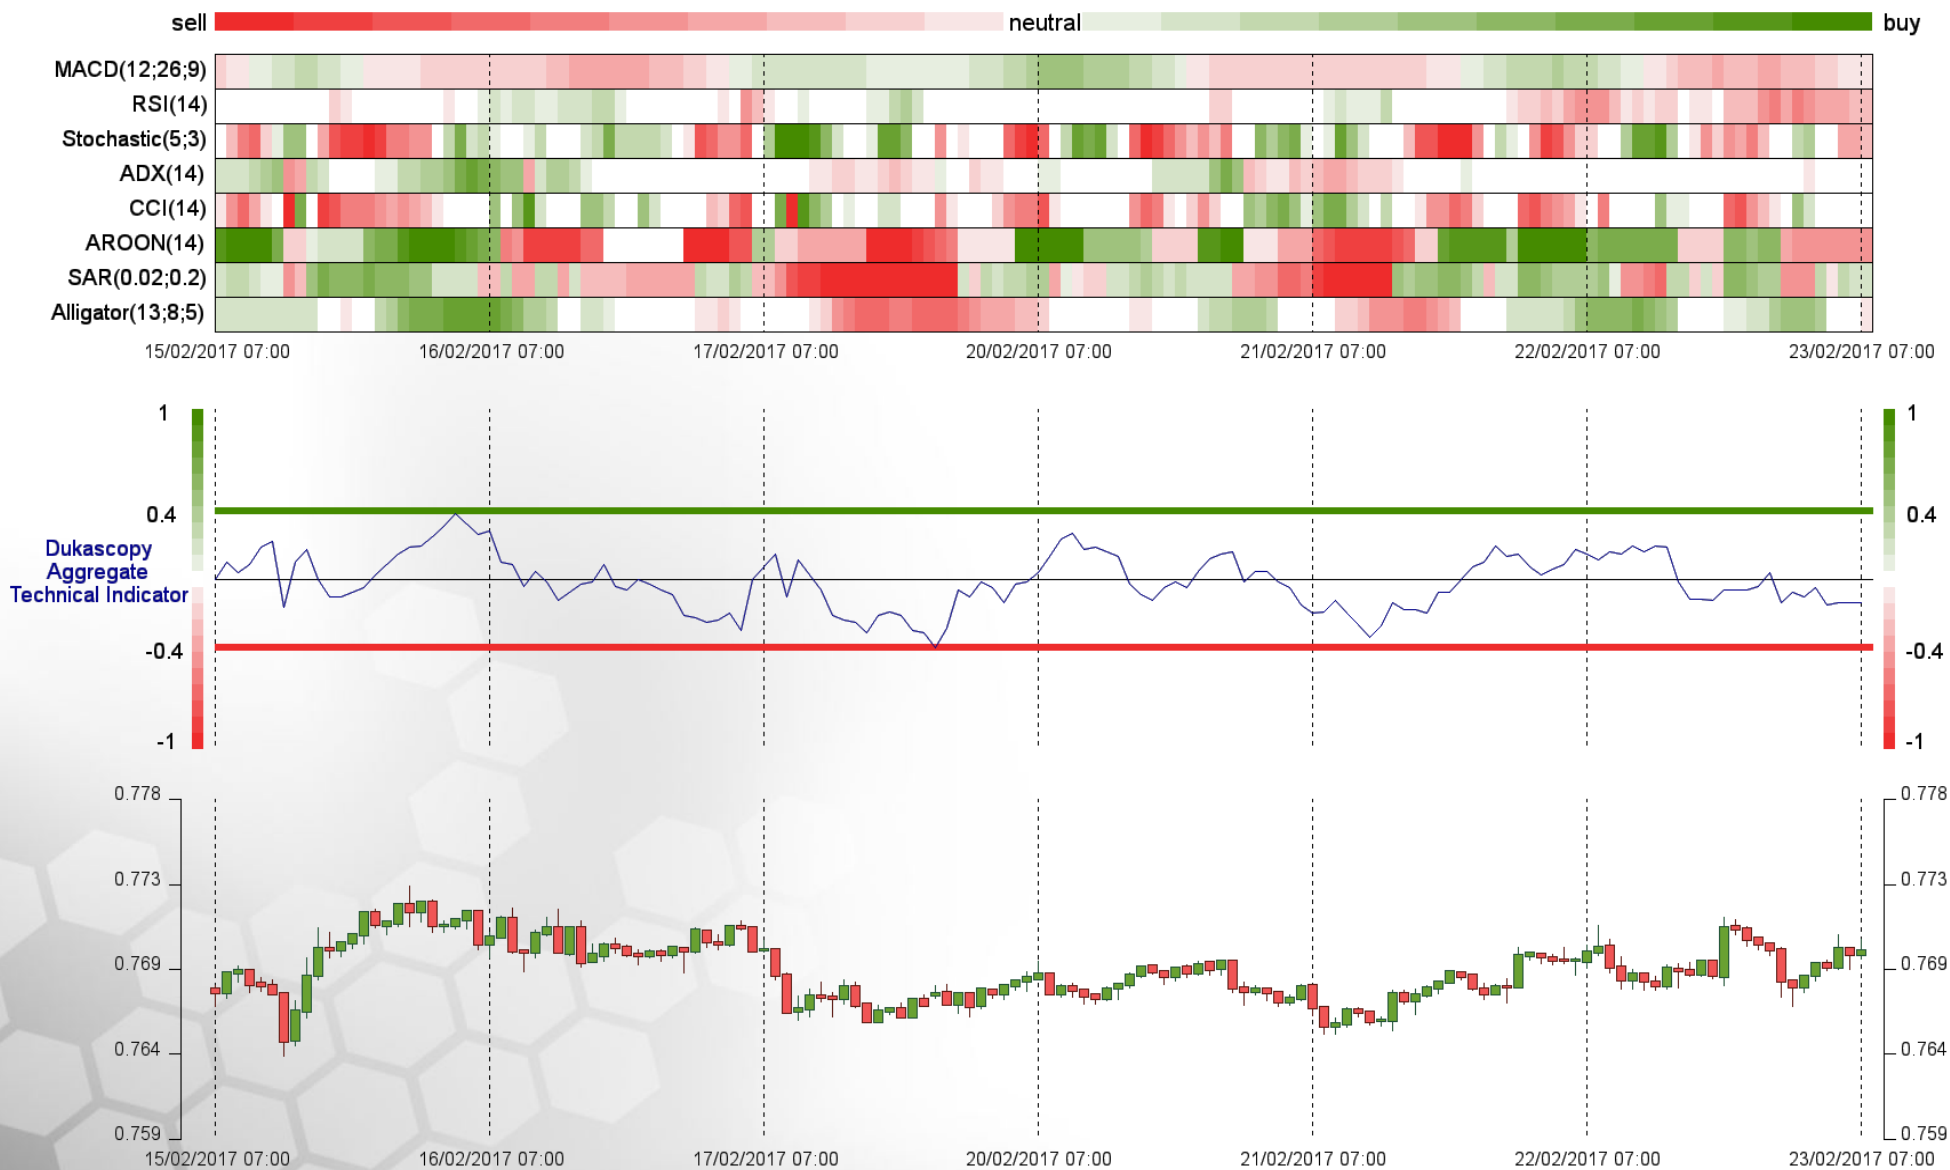 sell neutral buy
MACD(12;26;9)
RSI(14)
Stochastic(5;3)
ADX(14)
CCI(14)
AROON(14)
SAR(0.02;0.2)
Alligator(13;8;5)
15/02/2017 07:00 16/02/2017 07:00 17/02/2017 07:00 20/02/2017 07:00 21/02/2017 07:00 22/02/2017 07:00 23/02/2017 07:00
1 1
0.4 0.4
Dukascopy
Aggregate
Technical Indicator
-0.4 -0.4
-1 -1
0.778 0.778
0.773 0.773
0.769 0.769
0.764 0.764
0.759 0.759
15/02/2017 07:00 16/02/2017 07:00 17/02/2017 07:00 20/02/2017 07:00 21/02/2017 07:00 22/02/2017 07:00 23/02/2017 07:00